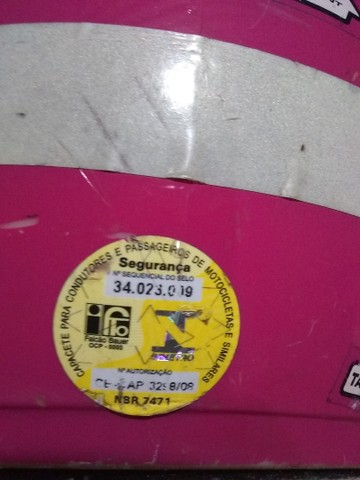 CAPACETE PARA CONDUTORES E PASSAGEIROS DE MOTOCICLETAS E SIMILARES
Segurança
Nº SEQUENCIAL DO SELO
34.023.019
Falcão Bauer
OCP - 0003
Nº AUTORIZAÇÃO
NBR 7471
TA